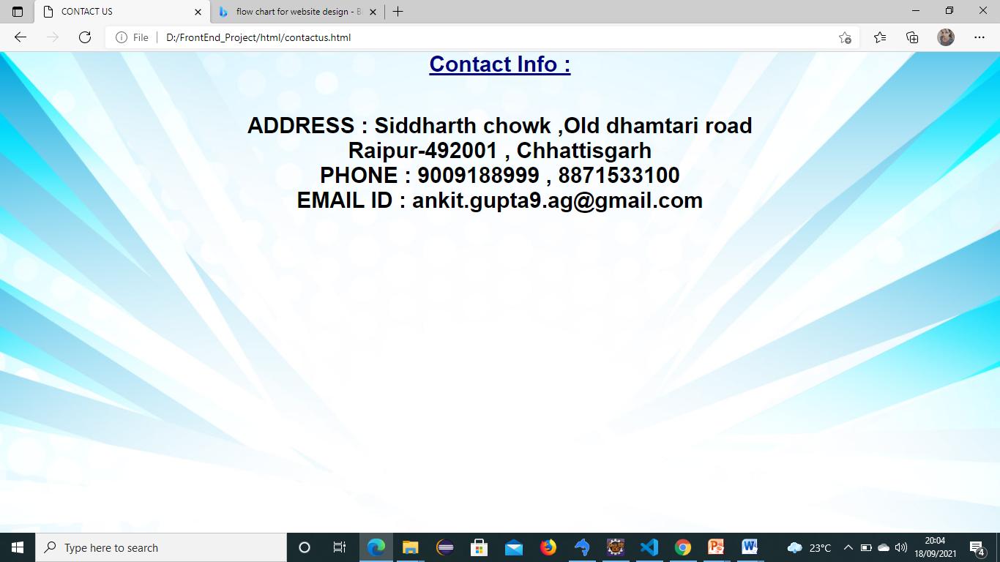 CONTACT US
flow chart for website design - B
File
D:/FrontEnd_Project/html/contactus.html
Contact Info :
ADDRESS : Siddharth chowk ,Old dhamtari road
Raipur-492001 , Chhattisgarh
PHONE : 9009188999 , 8871533100
EMAIL ID : ankit.gupta9.ag@gmail.com
Type here to search
23°C
20:04
18/09/2021
4